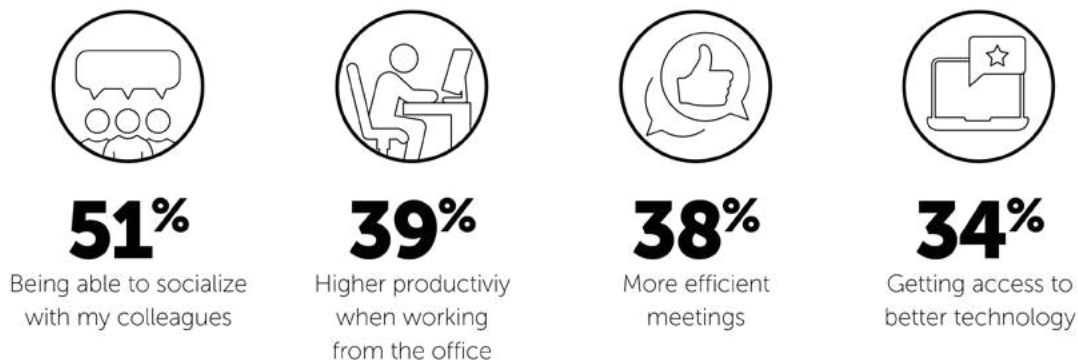 51%
Being able to socialize
with my colleagues
39%
Higher productiviy
when working
from the office
38%
More efficient
meetings
34%
Getting access to
better technology